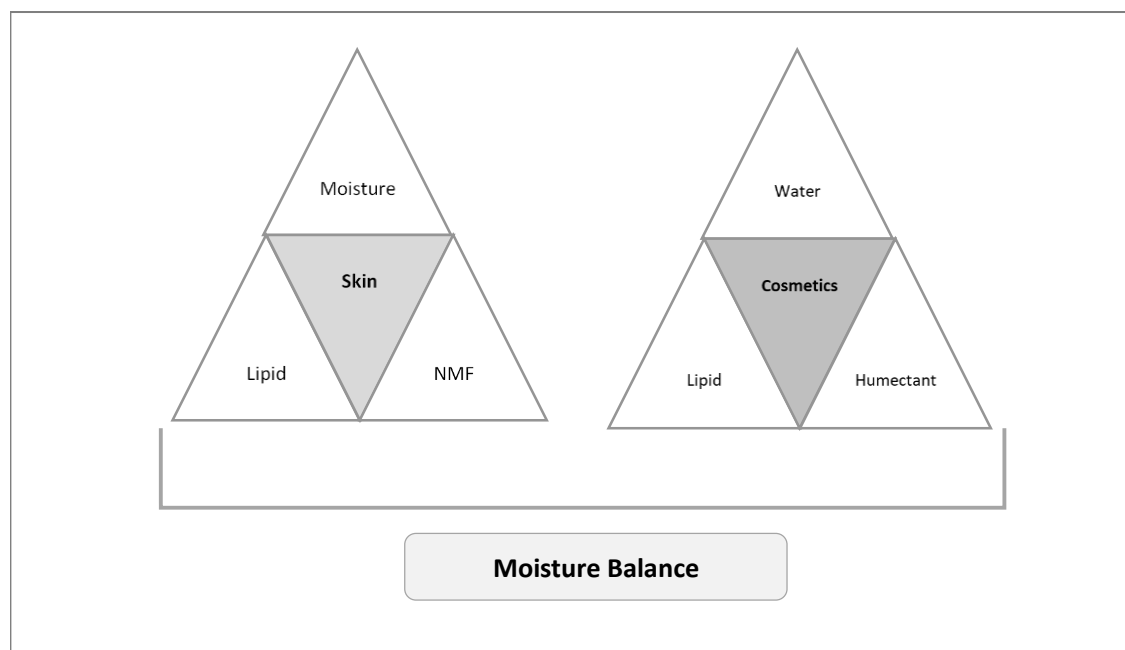 Moisture
Skin
Lipid
NMF
Water
Cosmetics
Lipid
Humectant
Moisture Balance